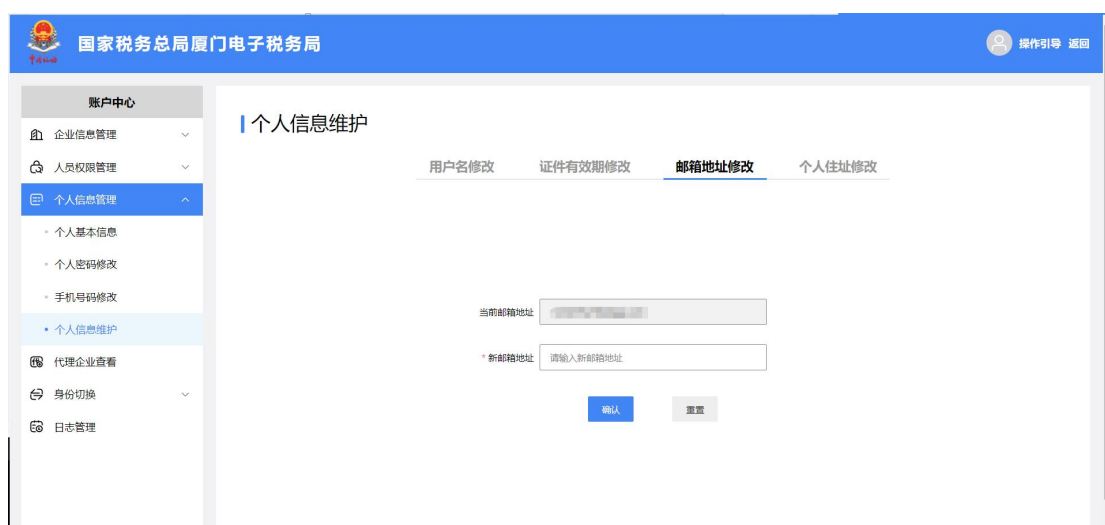 国家税务总局厦门电子税务局
操作引导 返回
账户中心
企业信息管理
人员权限管理
个人信息管理
个人基本信息
个人密码修改
手机号码修改
个人信息维护
代理企业查看
身份切换
日志管理
个人信息维护
用户名修改 证件有效期修改 邮箱地址修改 个人住址修改
当前邮箱地址
* 新邮箱地址 请输入新邮箱地址
确认 重置